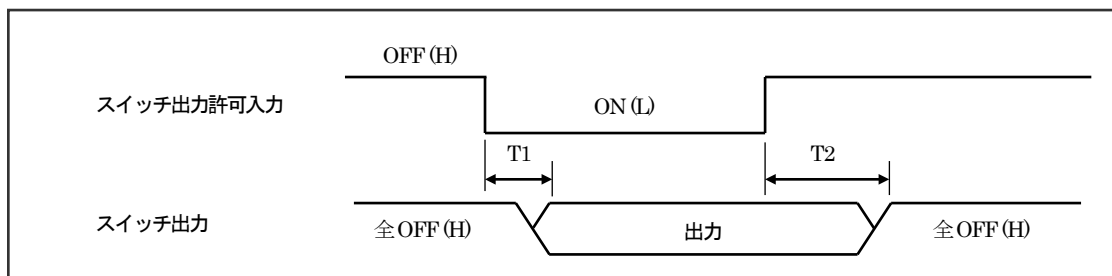 OFF(H)
スイッチ出力許可入力
ON(L)
T1
T2
スイッチ出力
全OFF(H)
出力
全OFF(H)